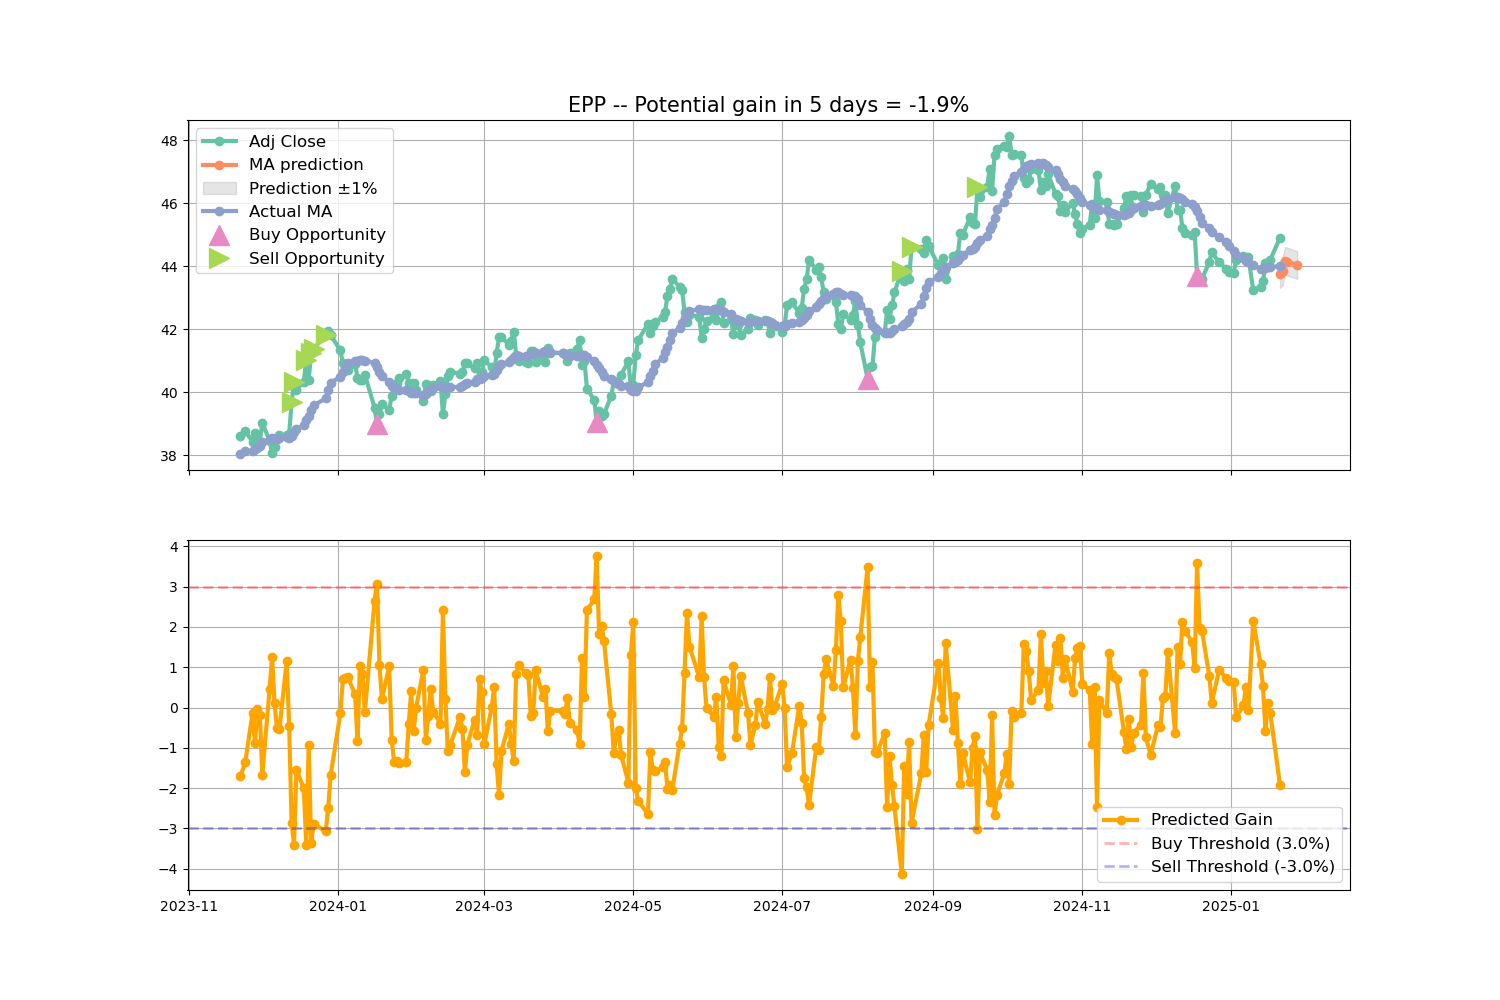 EPP -- Potential gain in 5 days = -1.9%
48
46
44
42
40
38
Adj Close
MA prediction
Prediction ±1%
Actual MA
Buy Opportunity
Sell Opportunity
4
3
2
1
0
−1
−2
−3
−4
Predicted Gain
Buy Threshold (3.0%)
Sell Threshold (-3.0%)
2023-11 2024-01 2024-03 2024-05 2024-07 2024-09 2024-11 2025-01